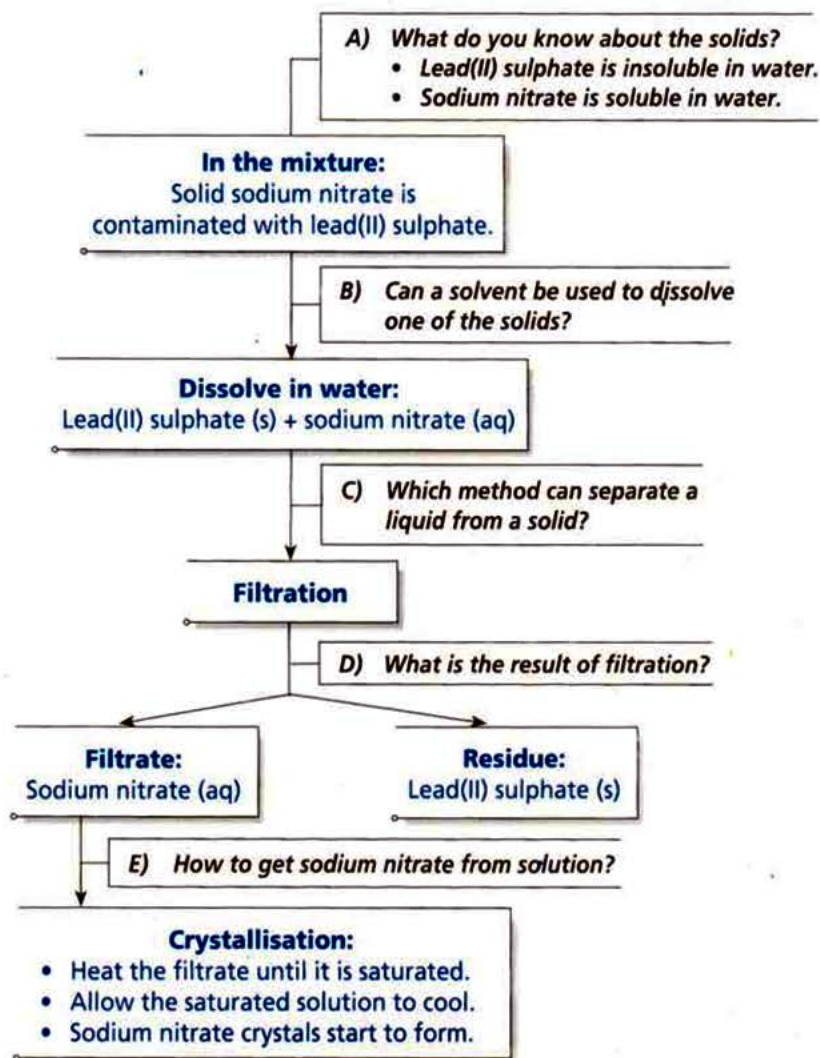 A) What do you know about the solids?
• Lead(II) sulphate is insoluble in water.
• Sodium nitrate is soluble in water.
In the mixture:
Solid sodium nitrate is
contaminated with lead(II) sulphate.
B) Can a solvent be used to dissolve
one of the solids?
Dissolve in water:
Lead(II) sulphate (s) + sodium nitrate (aq)
C) Which method can separate a
liquid from a solid?
Filtration
D) What is the result of filtration?
Filtrate:
Sodium nitrate (aq)
Residue:
Lead(II) sulphate (s)
E) How to get sodium nitrate from solution?
Crystallisation:
• Heat the filtrate until it is saturated.
• Allow the saturated solution to cool.
• Sodium nitrate crystals start to form.